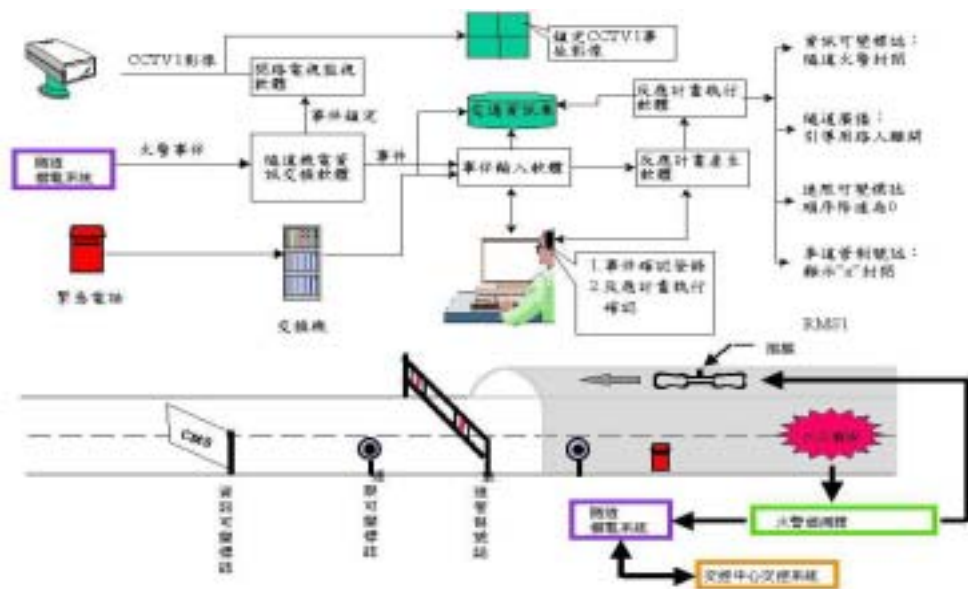 CCTV1影像
鎖定CCTV1事
故影像
閉路電視監視
軟體
事件鎖定
交通資訊庫
反應計畫執行
軟體
資訊可變標誌：
隧道火警封閉
隧道廣播：
引導用路人離開
速限可變標誌
順序降速為0
車道管制號誌：
顯示"x"封閉
隧道
機電系統
火警事件
隧道機電資
訊交換軟體
事件
事件輸入軟體
反應計畫產生
軟體
緊急電話
交換機
1.事件確認登錄
2.反應計畫執行
確認
RMS1
風機
CMS
資訊可變標誌
速限可變標誌
隧道
機電系統
火警偵測器
交控中心交控系統